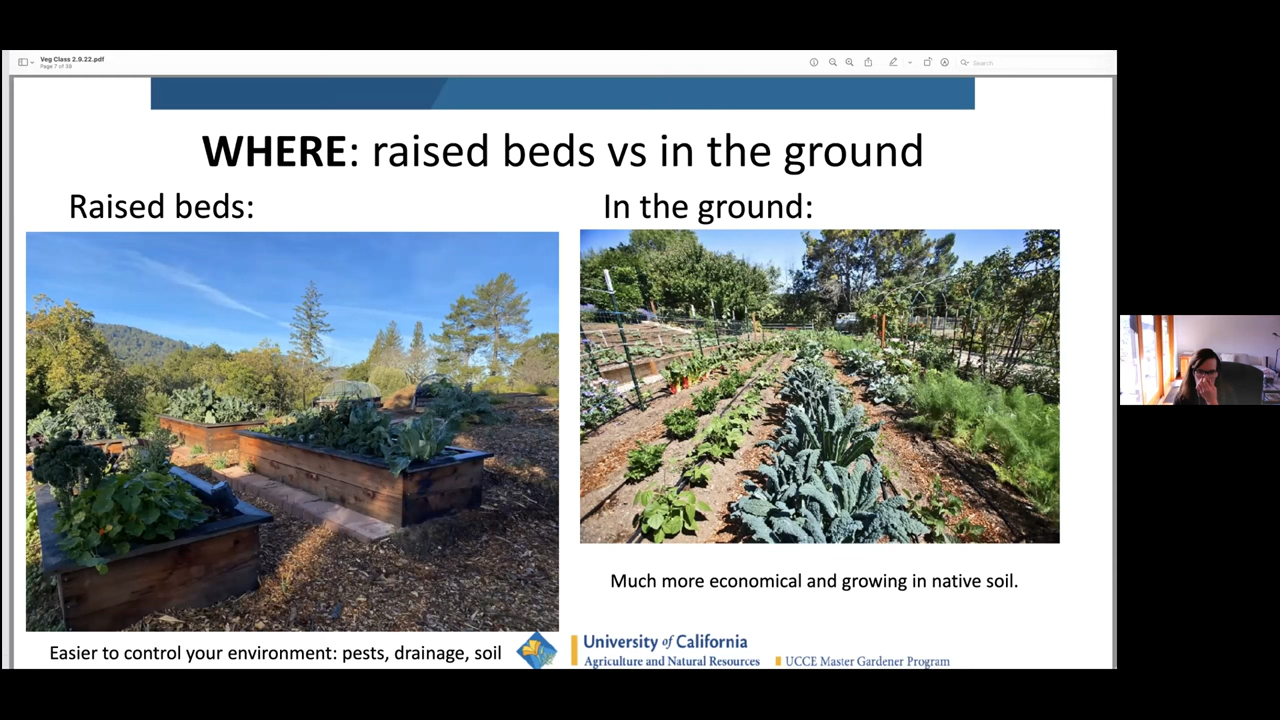 Veg Class 2.9.22.pdf
Page 7 of 39
Search
WHERE: raised beds vs in the ground
Raised beds:
In the ground:
Much more economical and growing in native soil.
Easier to control your environment: pests, drainage, soil
University of California
Agriculture and Natural Resources
UCCE Master Gardener Program